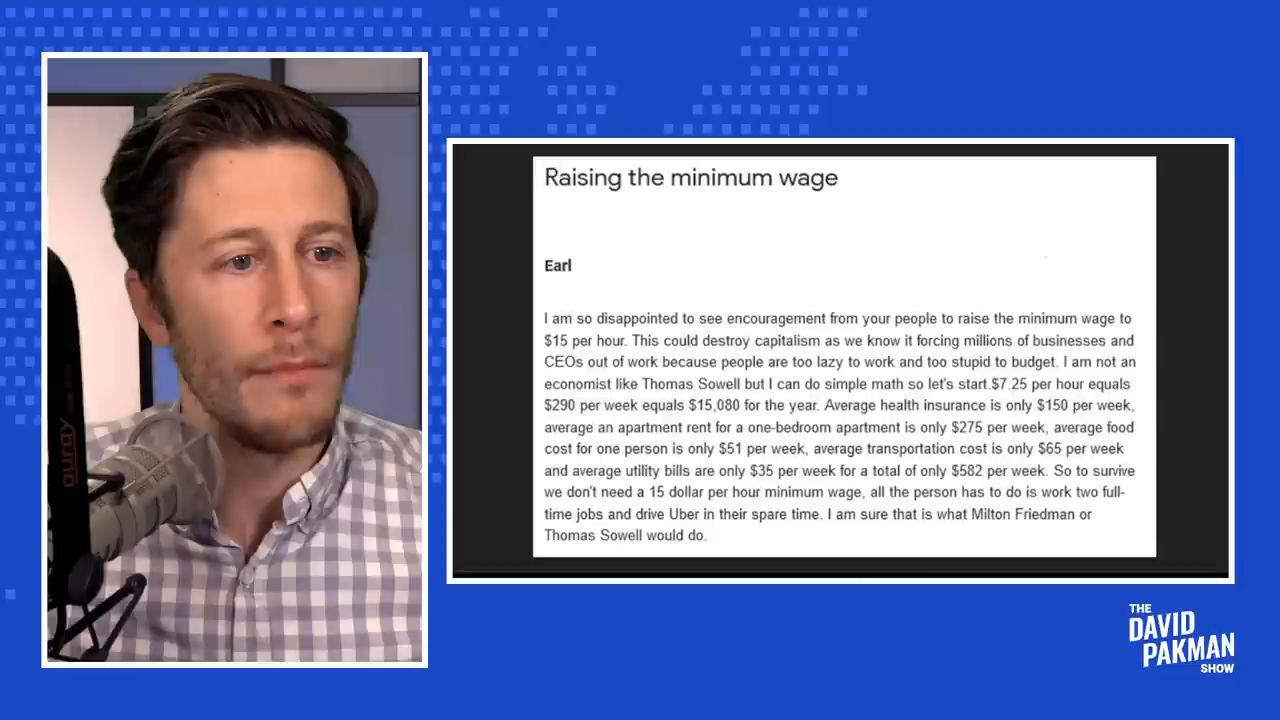 Raising the minimum wage
Earl
I am so disappointed to see encouragement from your people to raise the minimum wage to
$15 per hour. This could destroy capitalism as we know it forcing millions of businesses and
CEOs out of work because people are too lazy to work and too stupid to budget. I am not an
economist like Thomas Sowell but I can do simple math so let's start.$7.25 per hour equals
$290 per week equals $15,080 for the year. Average health insurance is only $150 per week,
average an apartment rent for a one-bedroom apartment is only $275 per week, average food
cost for one person is only $51 per week, average transportation cost is only $65 per week
and average utility bills are only $35 per week for a total of only $582 per week. So to survive
we don't need a 15 dollar per hour minimum wage, all the person has to do is work two full-
time jobs and drive Uber in their spare time. I am sure that is what Milton Friedman or
Thomas Sowell would do.
auray
THE
DAVID
PAKMAN
SHOW